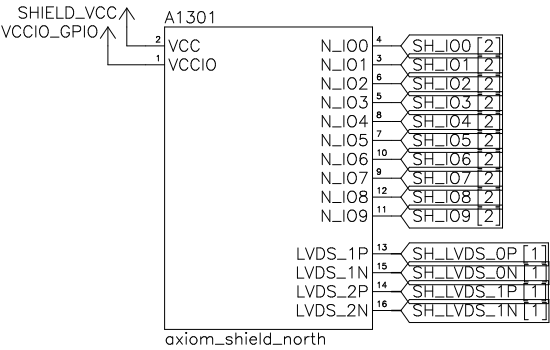 SHIELD_VCC A1301
VCCIO_GPIO 2 VCC N_IO0 4 SH_IO0 [2]
1 VCCIO N_IO1 3 SH_IO1 [2]
N_IO2 6 SH_IO2 [2]
N_IO3 5 SH_IO3 [2]
N_IO4 8 SH_IO4 [2]
N_IO5 7 SH_IO5 [2]
N_IO6 10 SH_IO6 [2]
N_IO7 9 SH_IO7 [2]
N_IO8 12 SH_IO8 [2]
N_IO9 11 SH_IO9 [2]
LVDS_1P 13 SH_LVDS_0P [1]
LVDS_1N 15 SH_LVDS_0N [1]
LVDS_2P 14 SH_LVDS_1P [1]
LVDS_2N 16 SH_LVDS_1N [1]
axiom_shield_north